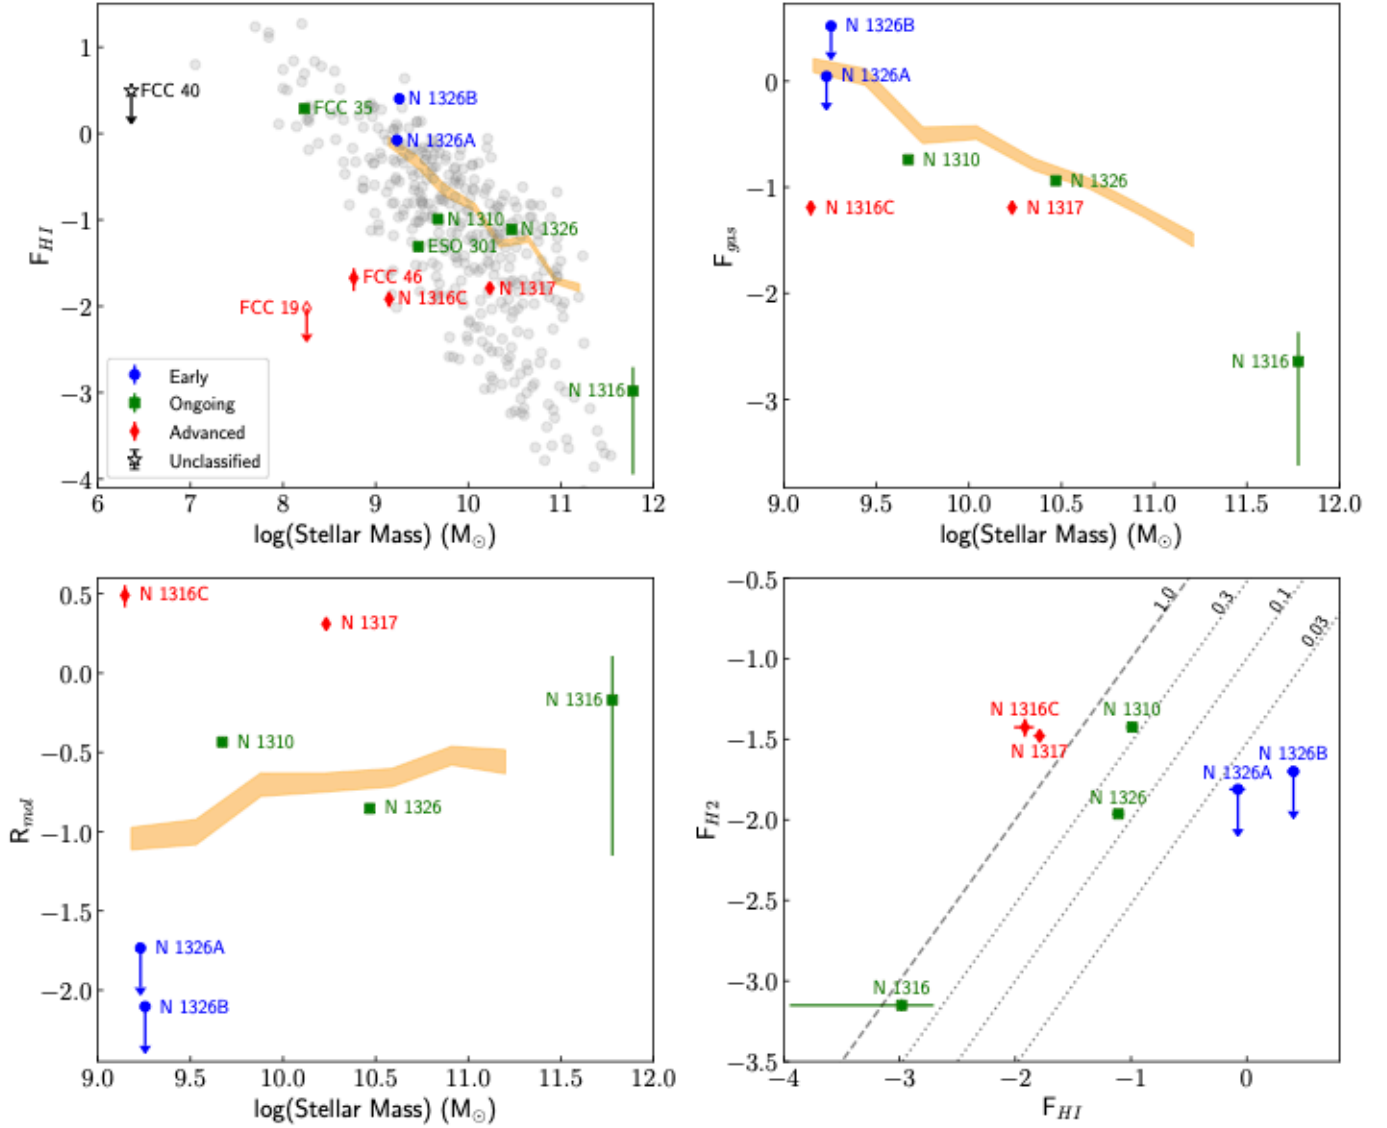 1
0
−1
−2
−3
−4
F_HI
FCC 40
FCC 35
N 1326B
N 1326A
N 1310
N 1326
ESO 301
FCC 46
N 1316C
N 1317
FCC 19
N 1316
Early
Ongoing
Advanced
Unclassified
6 7 8 9 10 11 12
log(Stellar Mass) (M⊙)
0
−1
−2
−3
F_gas
N 1326B
N 1326A
N 1310
N 1326
N 1316C
N 1317
N 1316
9.0 9.5 10.0 10.5 11.0 11.5 12.0
log(Stellar Mass) (M⊙)
0.5
0.0
−0.5
−1.0
−1.5
−2.0
R_mol
N 1316C
N 1317
N 1316
N 1310
N 1326
N 1326A
N 1326B
9.0 9.5 10.0 10.5 11.0 11.5 12.0
log(Stellar Mass) (M⊙)
−0.5
−1.0
−1.5
−2.0
−2.5
−3.0
−3.5
F_H2
1.0
0.3
0.1
0.03
N 1316C
N 1310
N 1317
N 1326B
N 1326A
N 1326
N 1316
−4 −3 −2 −1 0
F_HI